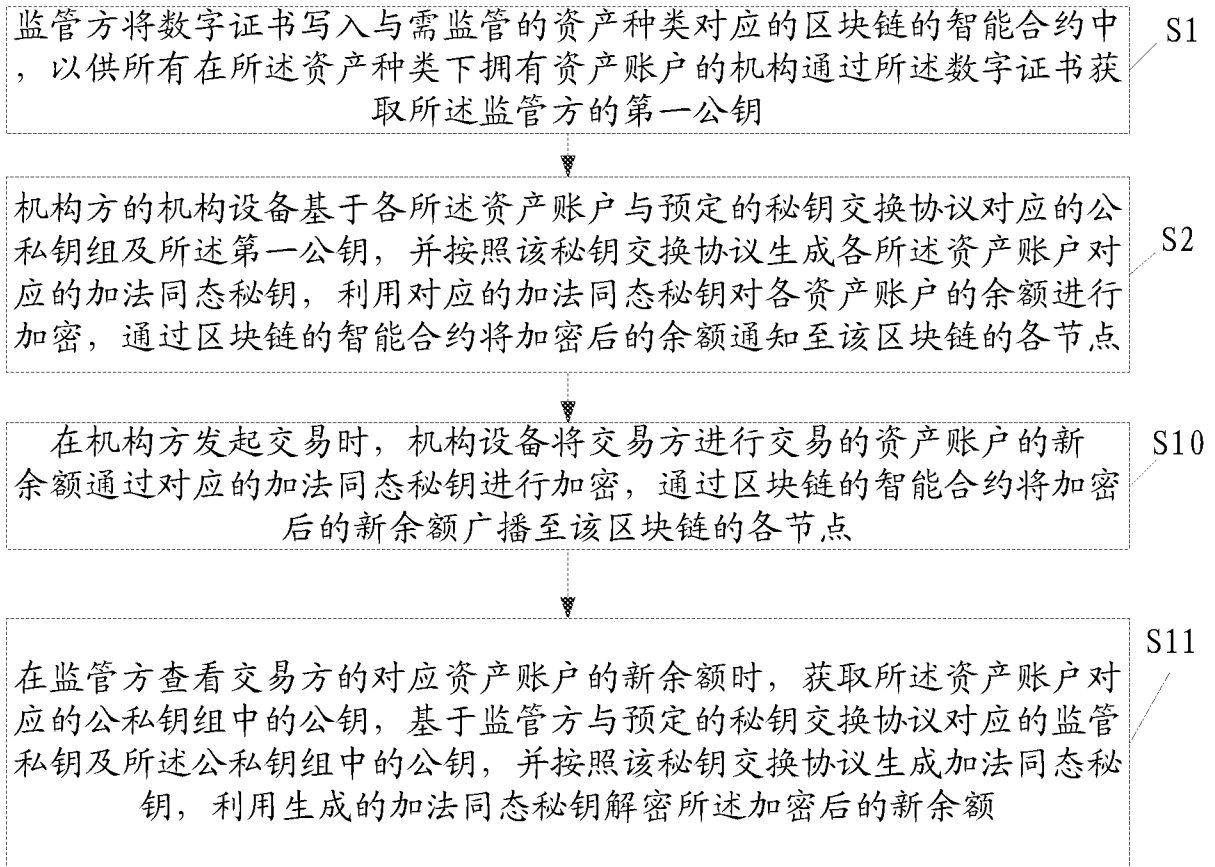 监管方将数字证书写入与需监管的资产种类对应的区块链的智能合约中
，以供所有在所述资产种类下拥有资产账户的机构通过所述数字证书获
取所述监管方的第一公钥
S1
机构方的机构设备基于各所述资产账户与预定的秘钥交换协议对应的公
私钥组及所述第一公钥，并按照该秘钥交换协议生成各所述资产账户对
应的加法同态秘钥，利用对应的加法同态秘钥对各资产账户的余额进行
加密，通过区块链的智能合约将加密后的余额通知至该区块链的各节点
S2
在机构方发起交易时，机构设备将交易方进行交易的资产账户的新
余额通过对应的加法同态秘钥进行加密，通过区块链的智能合约将加密
后的新余额广播至该区块链的各节点
S10
在监管方查看交易方的对应资产账户的新余额时，获取所述资产账户对
应的公私钥组中的公钥，基于监管方与预定的秘钥交换协议对应的监管
私钥及所述公私钥组中的公钥，并按照该秘钥交换协议生成加法同态秘
钥，利用生成的加法同态秘钥解密所述加密后的新余额
S11